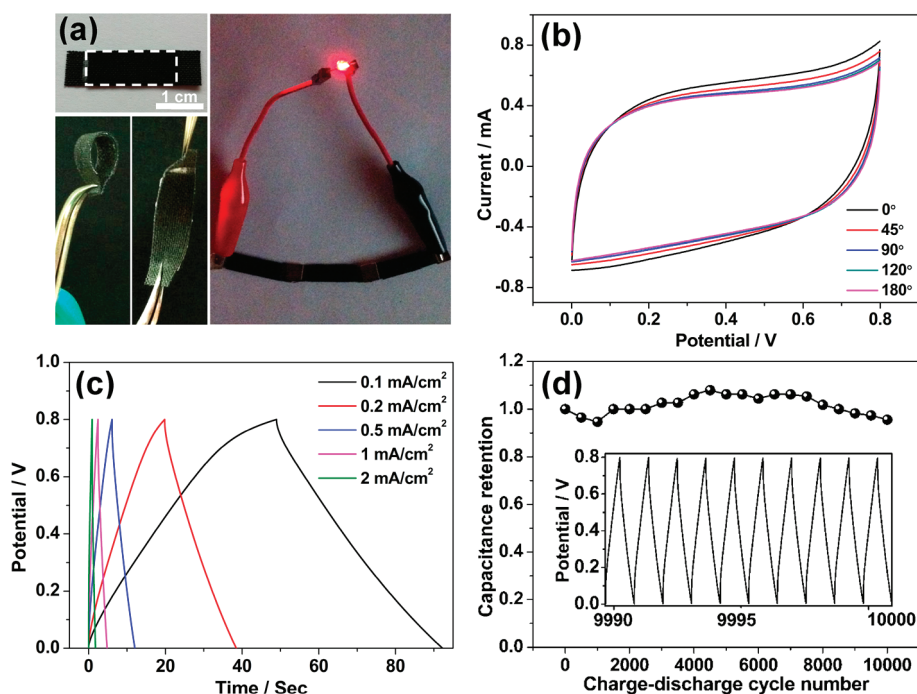 (a)
1 cm
(b)
Current / mA
0.8
0.4
0.0
-0.4
-0.8
0°
45°
90°
120°
180°
0.0 0.2 0.4 0.6 0.8
Potential / V
(c)
Potential / V
1.0
0.8
0.6
0.4
0.2
0.0
0.1 mA/cm²
0.2 mA/cm²
0.5 mA/cm²
1 mA/cm²
2 mA/cm²
0 20 40 60 80
Time / Sec
(d)
Capacitance retention
1.2
1.0
0.8
0.6
0.4
0.2
0.0
Potential / V
0.8
0.6
0.4
0.2
0.0
9990 9995 10000
0 2000 4000 6000 8000 10000
Charge-discharge cycle number